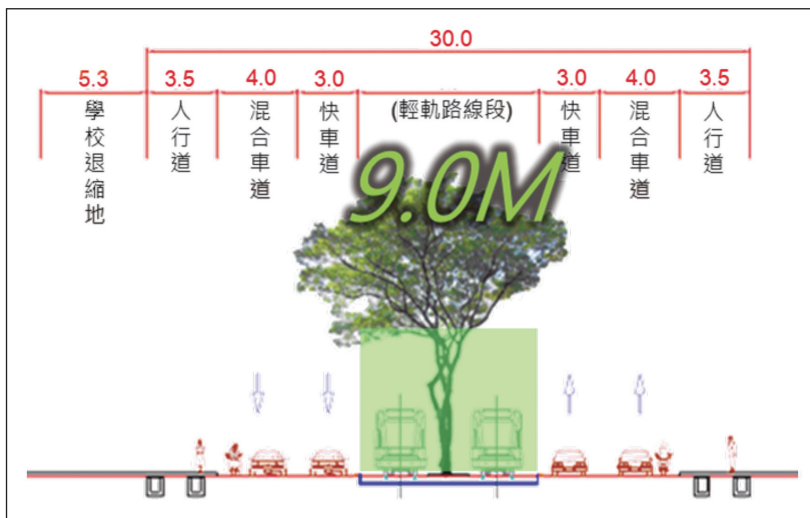 30.0
5.3
3.5
4.0
3.0
3.0
4.0
3.5
學校退縮地
人行道
混合車道
快車道
(輕軌路線段)
快車道
混合車道
人行道
9.0M